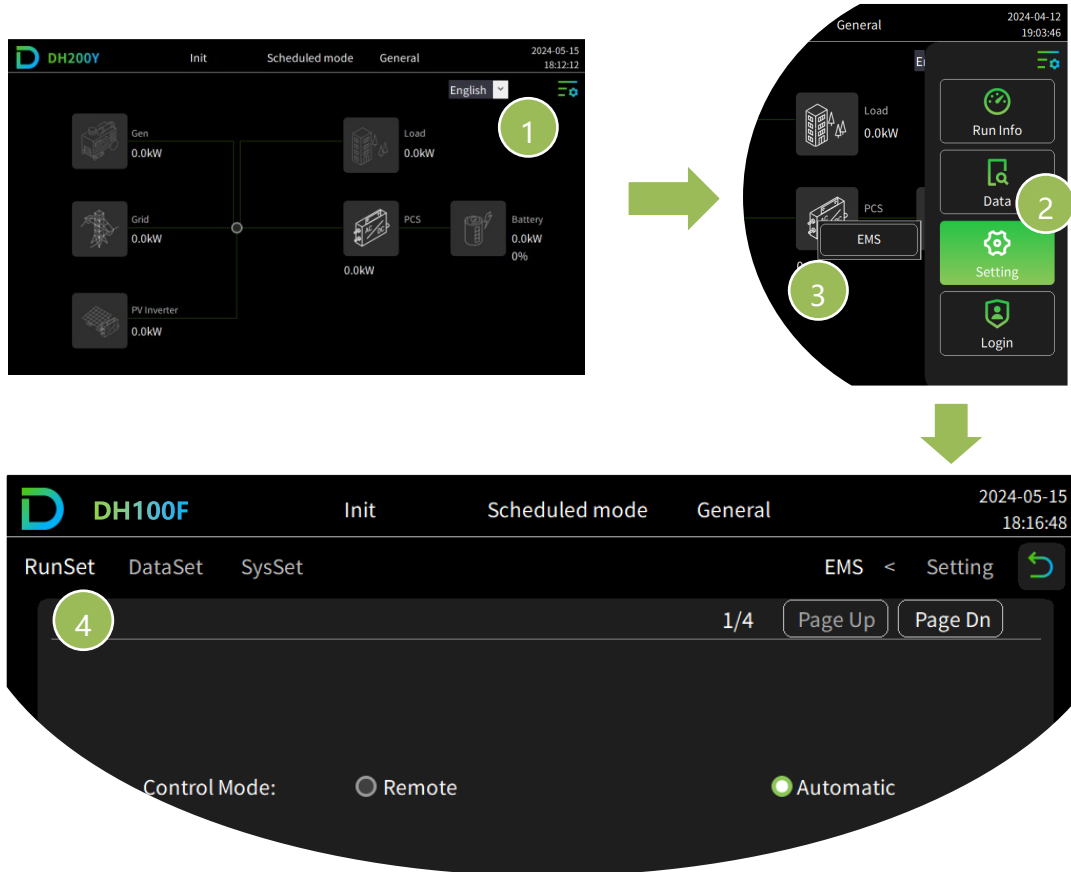 DH200Y Init Scheduled mode General 2024-05-15
18:12:12
English
1
Gen
0.0kW
Load
0.0kW
Grid
0.0kW
PCS
0.0kW
Battery
0.0kW
0%
PV Inverter
0.0kW
General 2024-04-12
19:03:46
Load
0.0kW
PCS
EMS
3
Run Info
Data
2
Setting
Login
DH100F Init Scheduled mode General 2024-05-15
18:16:48
RunSet DataSet SysSet EMS < Setting
4
1/4 Page Up Page Dn
Control Mode: Remote Automatic